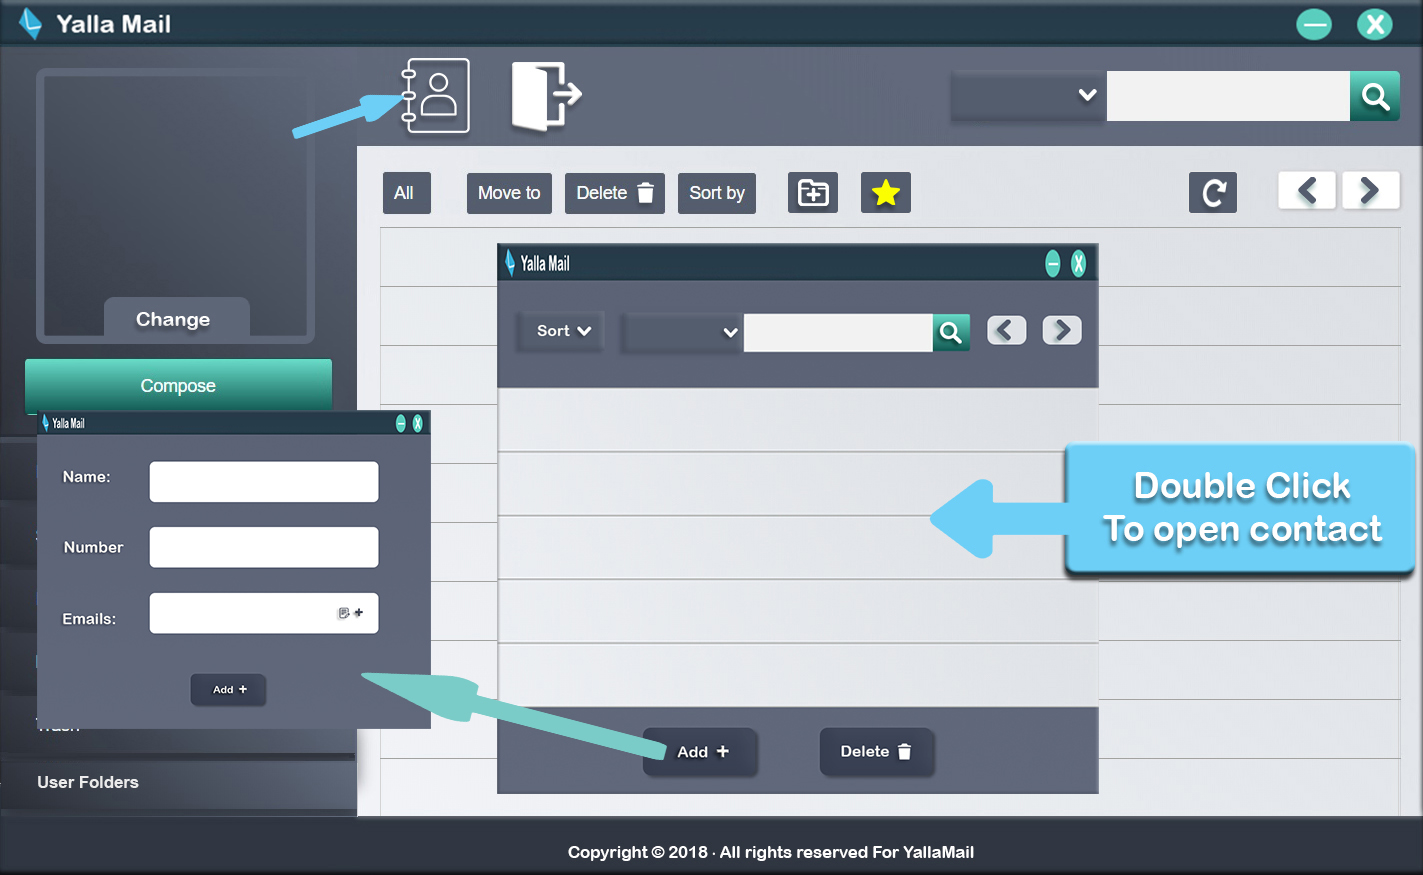 Yalla Mail
Change
Compose
All
Move to
Delete
Sort by
Yalla Mail
Sort
Double Click
To open contact
Add +
Delete
Yalla Mail
Name:
Number
Emails:
Add +
User Folders
Copyright © 2018 · All rights reserved For YallaMail